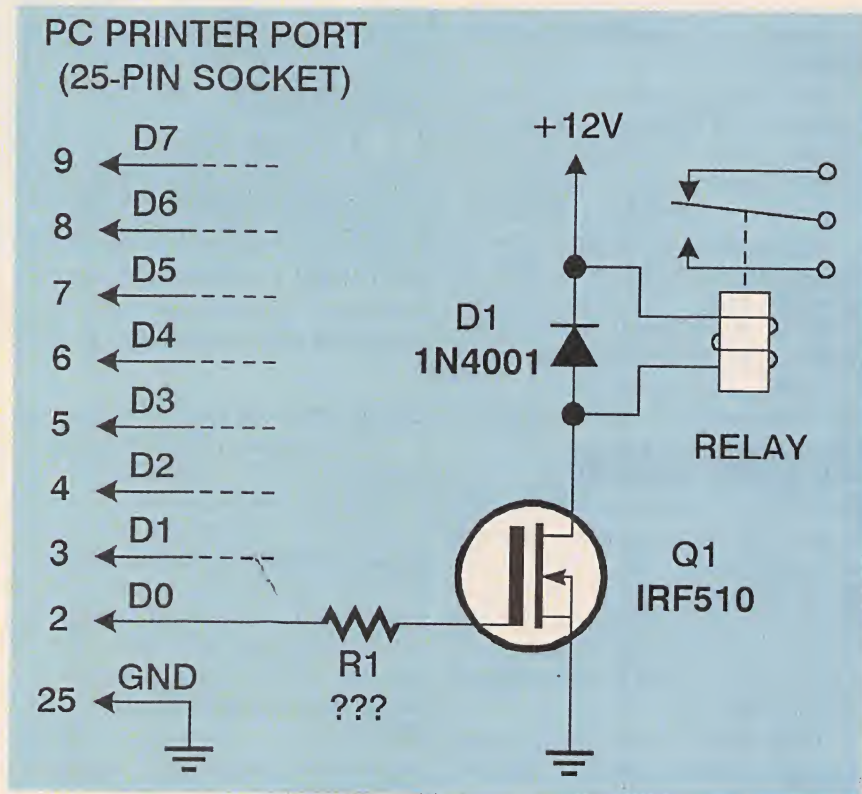 PC PRINTER PORT
(25-PIN SOCKET)
9 D7
8 D6
7 D5
6 D4
5 D3
4 D2
3 D1
2 D0
25 GND
R1
???
+12V
D1
1N4001
RELAY
Q1
IRF510